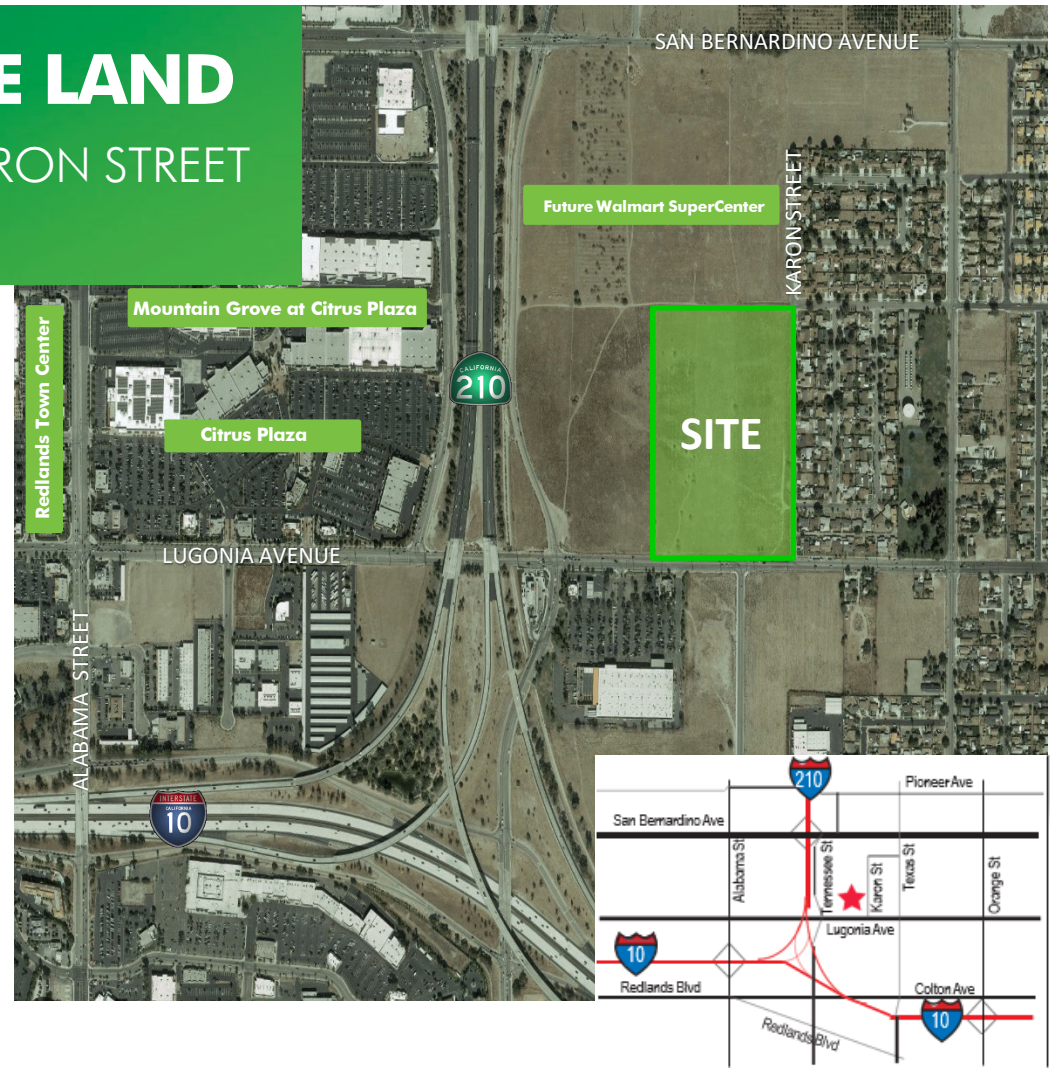 E LAND
RON STREET
SAN BERNARDINO AVENUE
KARON STREET
Future Walmart SuperCenter
Mountain Grove at Citrus Plaza
Redlands Town Center
CALIFORNIA
210
Citrus Plaza
SITE
LUGONIA AVENUE
ALABAMA STREET
INTERSTATE
CALIFORNIA
10
210
Pioneer Ave
San Bernardino Ave
Alabama St
Tennessee St
Karon St
Texas St
Orange St
Lugonia Ave
10
Redlands Blvd
Colton Ave
10
Redlands Blvd